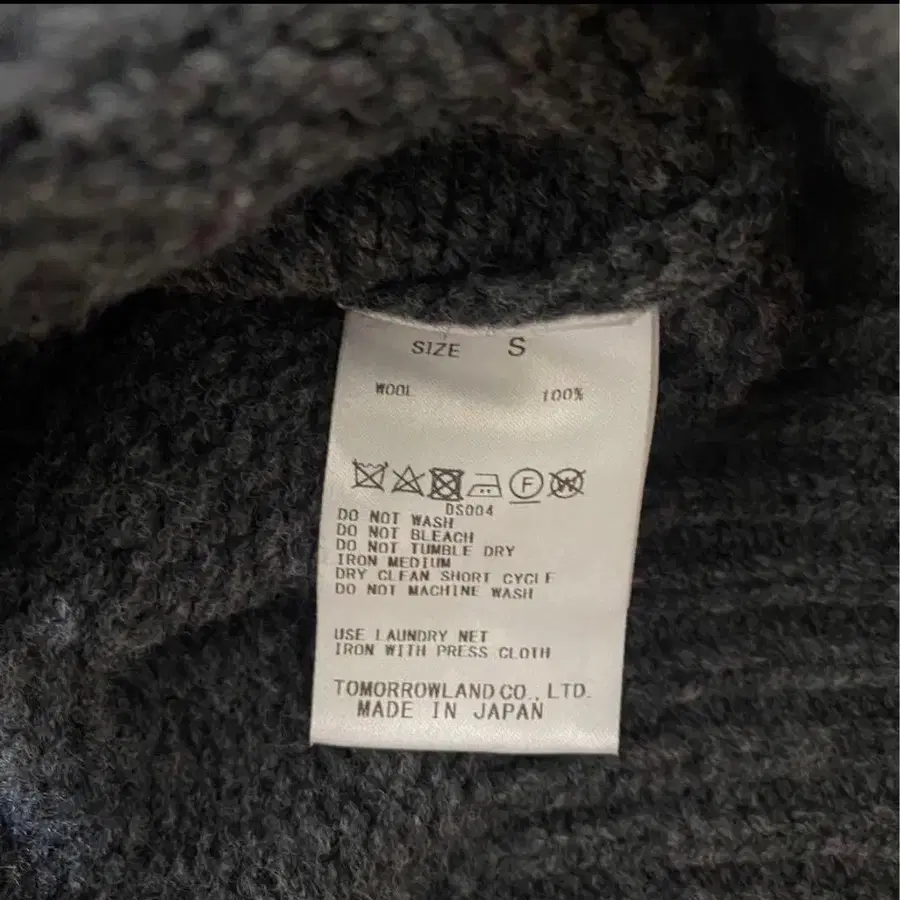 SIZE S
WOOL 100%
F W
DS004
DO NOT WASH
DO NOT BLEACH
DO NOT TUMBLE DRY
IRON MEDIUM
DRY CLEAN SHORT CYCLE
DO NOT MACHINE WASH
USE LAUNDRY NET
IRON WITH PRESS CLOTH
TOMORROWLAND CO., LTD.
MADE IN JAPAN